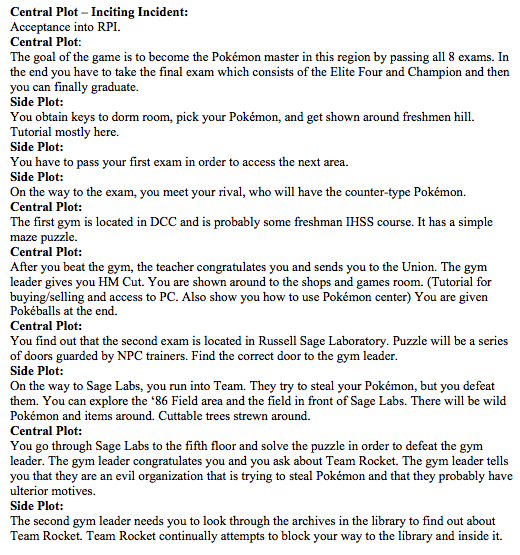 Central Plot – Inciting Incident:
Acceptance into RPI.
Central Plot:
The goal of the game is to become the Pokémon master in this region by passing all 8 exams. In
the end you have to take the final exam which consists of the Elite Four and Champion and then
you can finally graduate.
Side Plot:
You obtain keys to dorm room, pick your Pokémon, and get shown around freshmen hill.
Tutorial mostly here.
Side Plot:
You have to pass your first exam in order to access the next area.
Side Plot:
On the way to the exam, you meet your rival, who will have the counter-type Pokémon.
Central Plot:
The first gym is located in DCC and is probably some freshman IHSS course. It has a simple
maze puzzle.
Central Plot:
After you beat the gym, the teacher congratulates you and sends you to the Union. The gym
leader gives you HM Cut. You are shown around to the shops and games room. (Tutorial for
buying/selling and access to PC. Also show you how to use Pokémon center) You are given
Pokéballs at the end.
Central Plot:
You find out that the second exam is located in Russell Sage Laboratory. Puzzle will be a series
of doors guarded by NPC trainers. Find the correct door to the gym leader.
Side Plot:
On the way to Sage Labs, you run into Team. They try to steal your Pokémon, but you defeat
them. You can explore the ‘86 Field area and the field in front of Sage Labs. There will be wild
Pokémon and items around. Cuttable trees strewn around.
Central Plot:
You go through Sage Labs to the fifth floor and solve the puzzle in order to defeat the gym
leader. The gym leader congratulates you and you ask about Team Rocket. The gym leader tells
you that they are an evil organization that is trying to steal Pokémon and that they probably have
ulterior motives.
Side Plot:
The second gym leader needs you to look through the archives in the library to find out about
Team Rocket. Team Rocket continually attempts to block your way to the library and inside it.